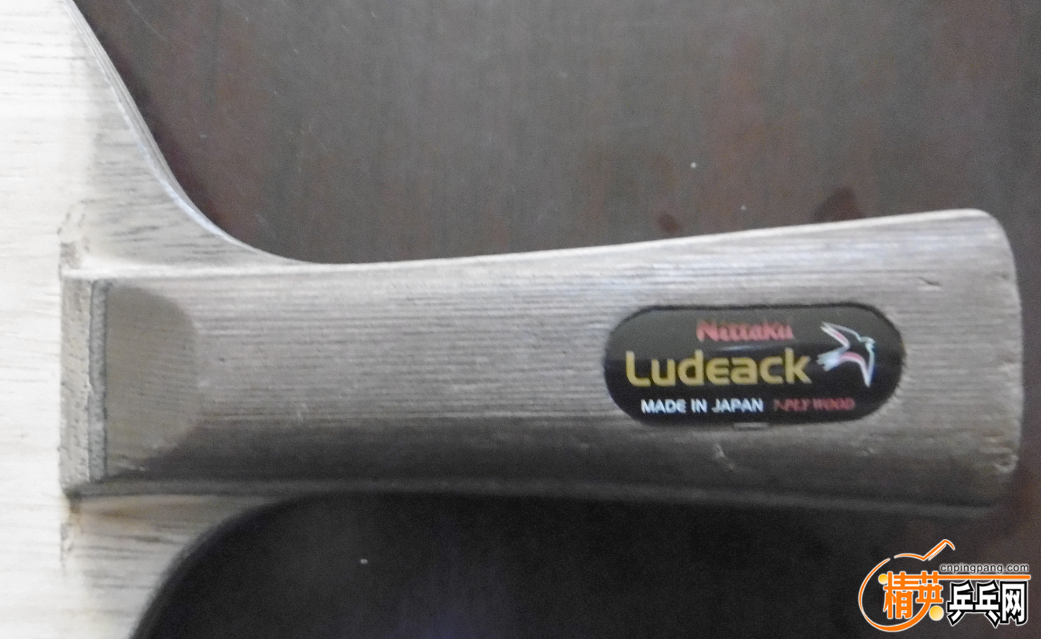 Nittaku
Ludeack
MADE IN JAPAN 7-PLY WOOD
cnpingpang.com
精英乒乓网